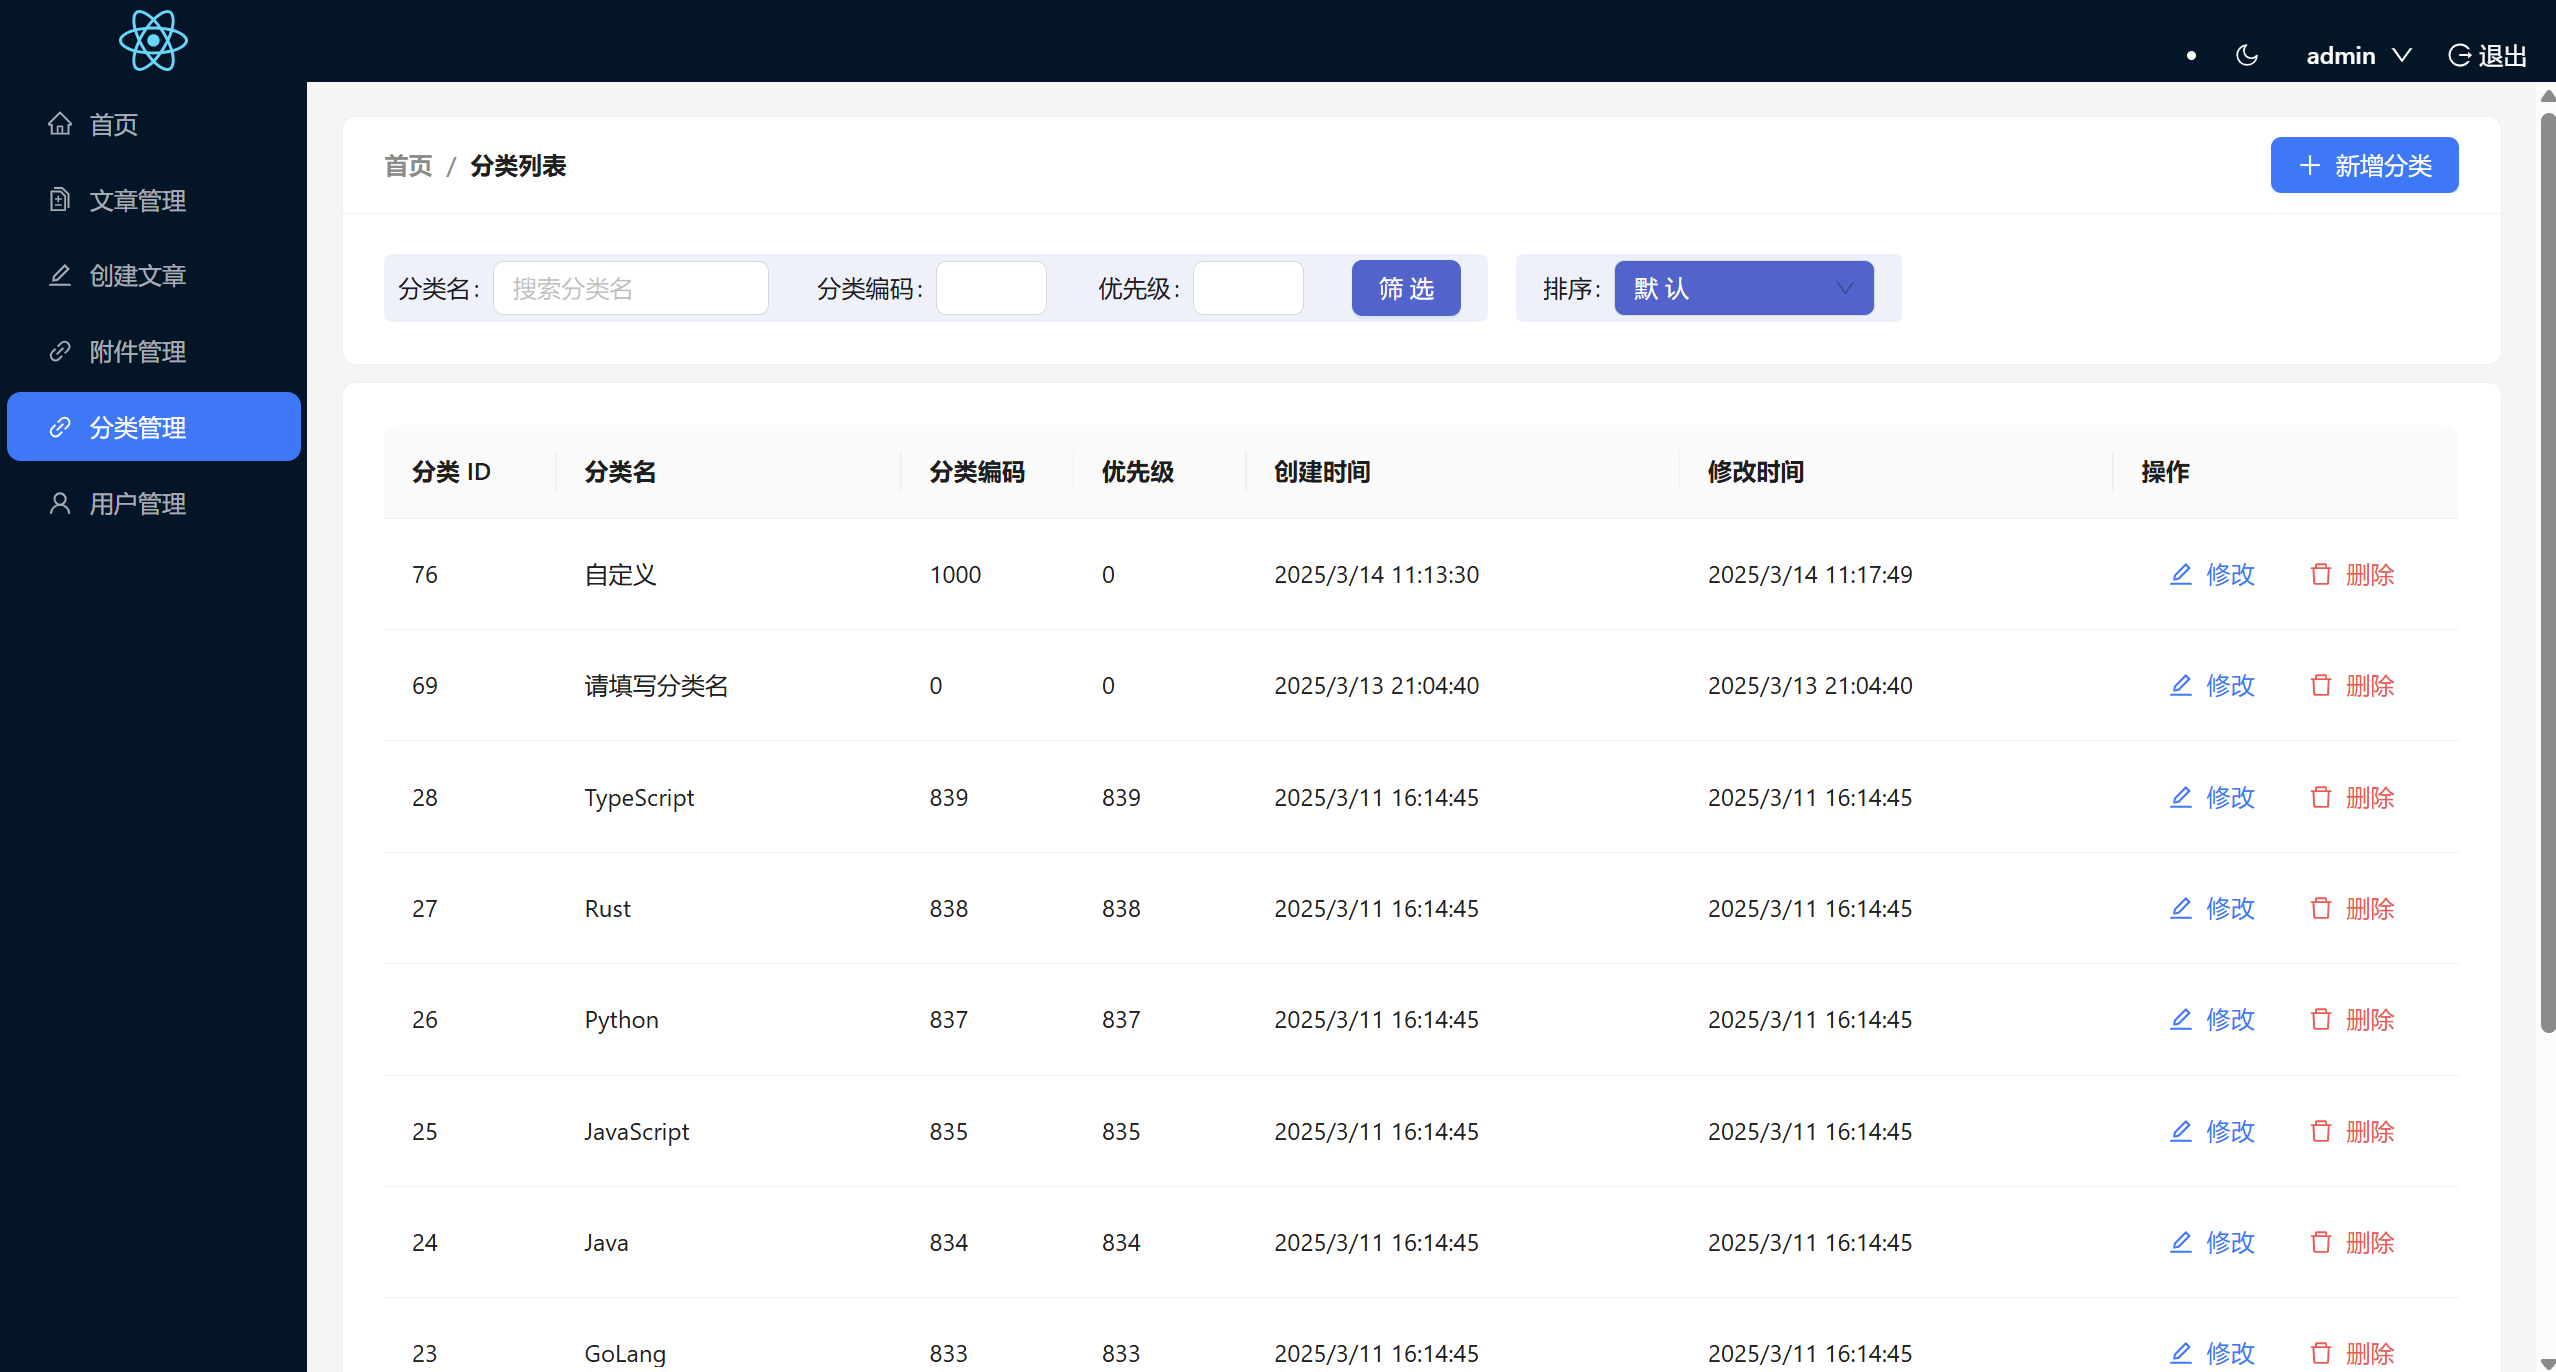 admin 退出
首页
文章管理
创建文章
附件管理
分类管理
用户管理
首页 / 分类列表
新增分类
分类名: 搜索分类名 分类编码: 优先级: 筛 选 排序: 默 认
分类 ID 分类名 分类编码 优先级 创建时间 修改时间 操作
76 自定义 1000 0 2025/3/14 11:13:30 2025/3/14 11:17:49 修改 删除
69 请填写分类名 0 0 2025/3/13 21:04:40 2025/3/13 21:04:40 修改 删除
28 TypeScript 839 839 2025/3/11 16:14:45 2025/3/11 16:14:45 修改 删除
27 Rust 838 838 2025/3/11 16:14:45 2025/3/11 16:14:45 修改 删除
26 Python 837 837 2025/3/11 16:14:45 2025/3/11 16:14:45 修改 删除
25 JavaScript 835 835 2025/3/11 16:14:45 2025/3/11 16:14:45 修改 删除
24 Java 834 834 2025/3/11 16:14:45 2025/3/11 16:14:45 修改 删除
23 GoLang 833 833 2025/3/11 16:14:45 2025/3/11 16:14:45 修改 删除